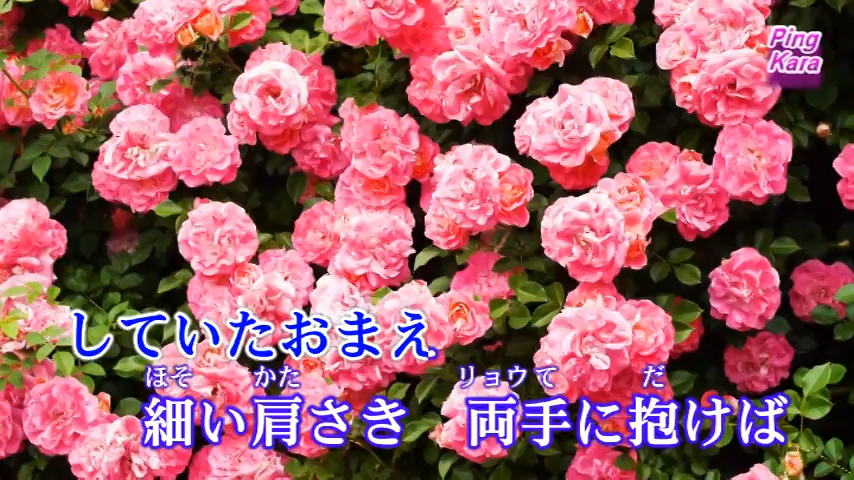 Ping
Kara
していたおまえ
ほそ かた リョウて だ
細い肩さき 両手に抱けば